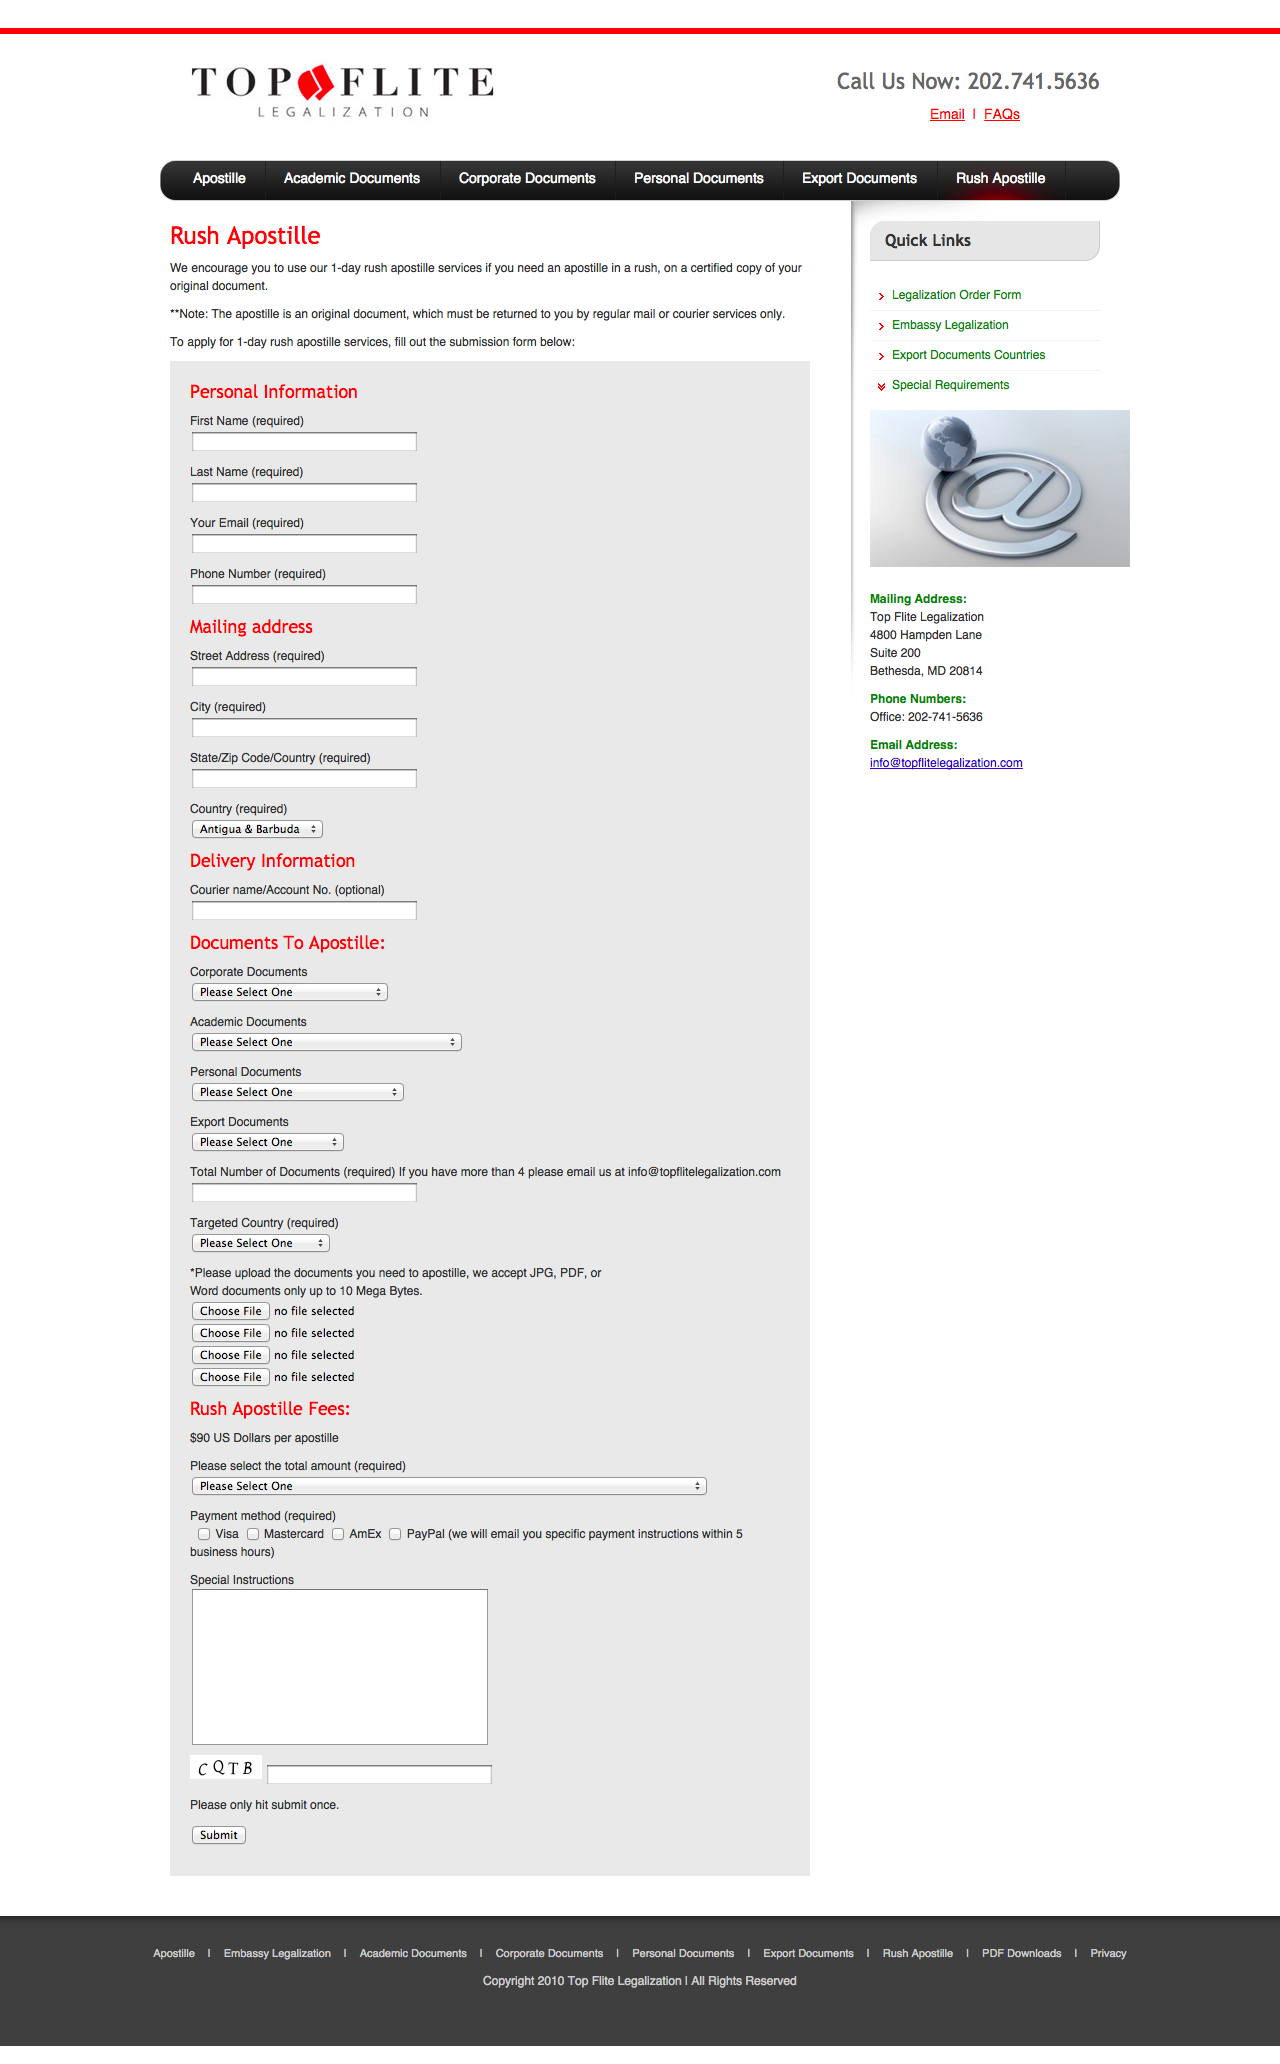 TOP FLITE
LEGALIZATION
Call Us Now: 202.741.5636
Email | FAQs
Apostille Academic Documents Corporate Documents Personal Documents Export Documents Rush Apostille
Rush Apostille
We encourage you to use our 1-day rush apostille services if you need an apostille in a rush, on a certified copy of your
original document.
**Note: The apostille is an original document, which must be returned to you by regular mail or courier services only.
To apply for 1-day rush apostille services, fill out the submission form below:
Personal Information
First Name (required)
Last Name (required)
Your Email (required)
Phone Number (required)
Mailing address
Street Address (required)
City (required)
State/Zip Code/Country (required)
Country (required)
Antigua & Barbuda
Delivery Information
Courier name/Account No. (optional)
Documents To Apostille:
Corporate Documents
Please Select One
Academic Documents
Please Select One
Personal Documents
Please Select One
Export Documents
Please Select One
Total Number of Documents (required) If you have more than 4 please email us at info@topflitelegalization.com
Targeted Country (required)
Please Select One
*Please upload the documents you need to apostille, we accept JPG, PDF, or
Word documents only up to 10 Mega Bytes.
Choose File no file selected
Choose File no file selected
Choose File no file selected
Choose File no file selected
Rush Apostille Fees:
$90 US Dollars per apostille
Please select the total amount (required)
Please Select One
Payment method (required)
Visa Mastercard AmEx PayPal (we will email you specific payment instructions within 5
business hours)
Special Instructions
CQTB
Please only hit submit once.
Submit
Quick Links
Legalization Order Form
Embassy Legalization
Export Documents Countries
Special Requirements
Mailing Address:
Top Flite Legalization
4800 Hampden Lane
Suite 200
Bethesda, MD 20814
Phone Numbers:
Office: 202-741-5636
Email Address:
info@topflitelegalization.com
Apostille | Embassy Legalization | Academic Documents | Corporate Documents | Personal Documents | Export Documents | Rush Apostille | PDF Downloads | Privacy
Copyright 2010 Top Flite Legalization | All Rights Reserved